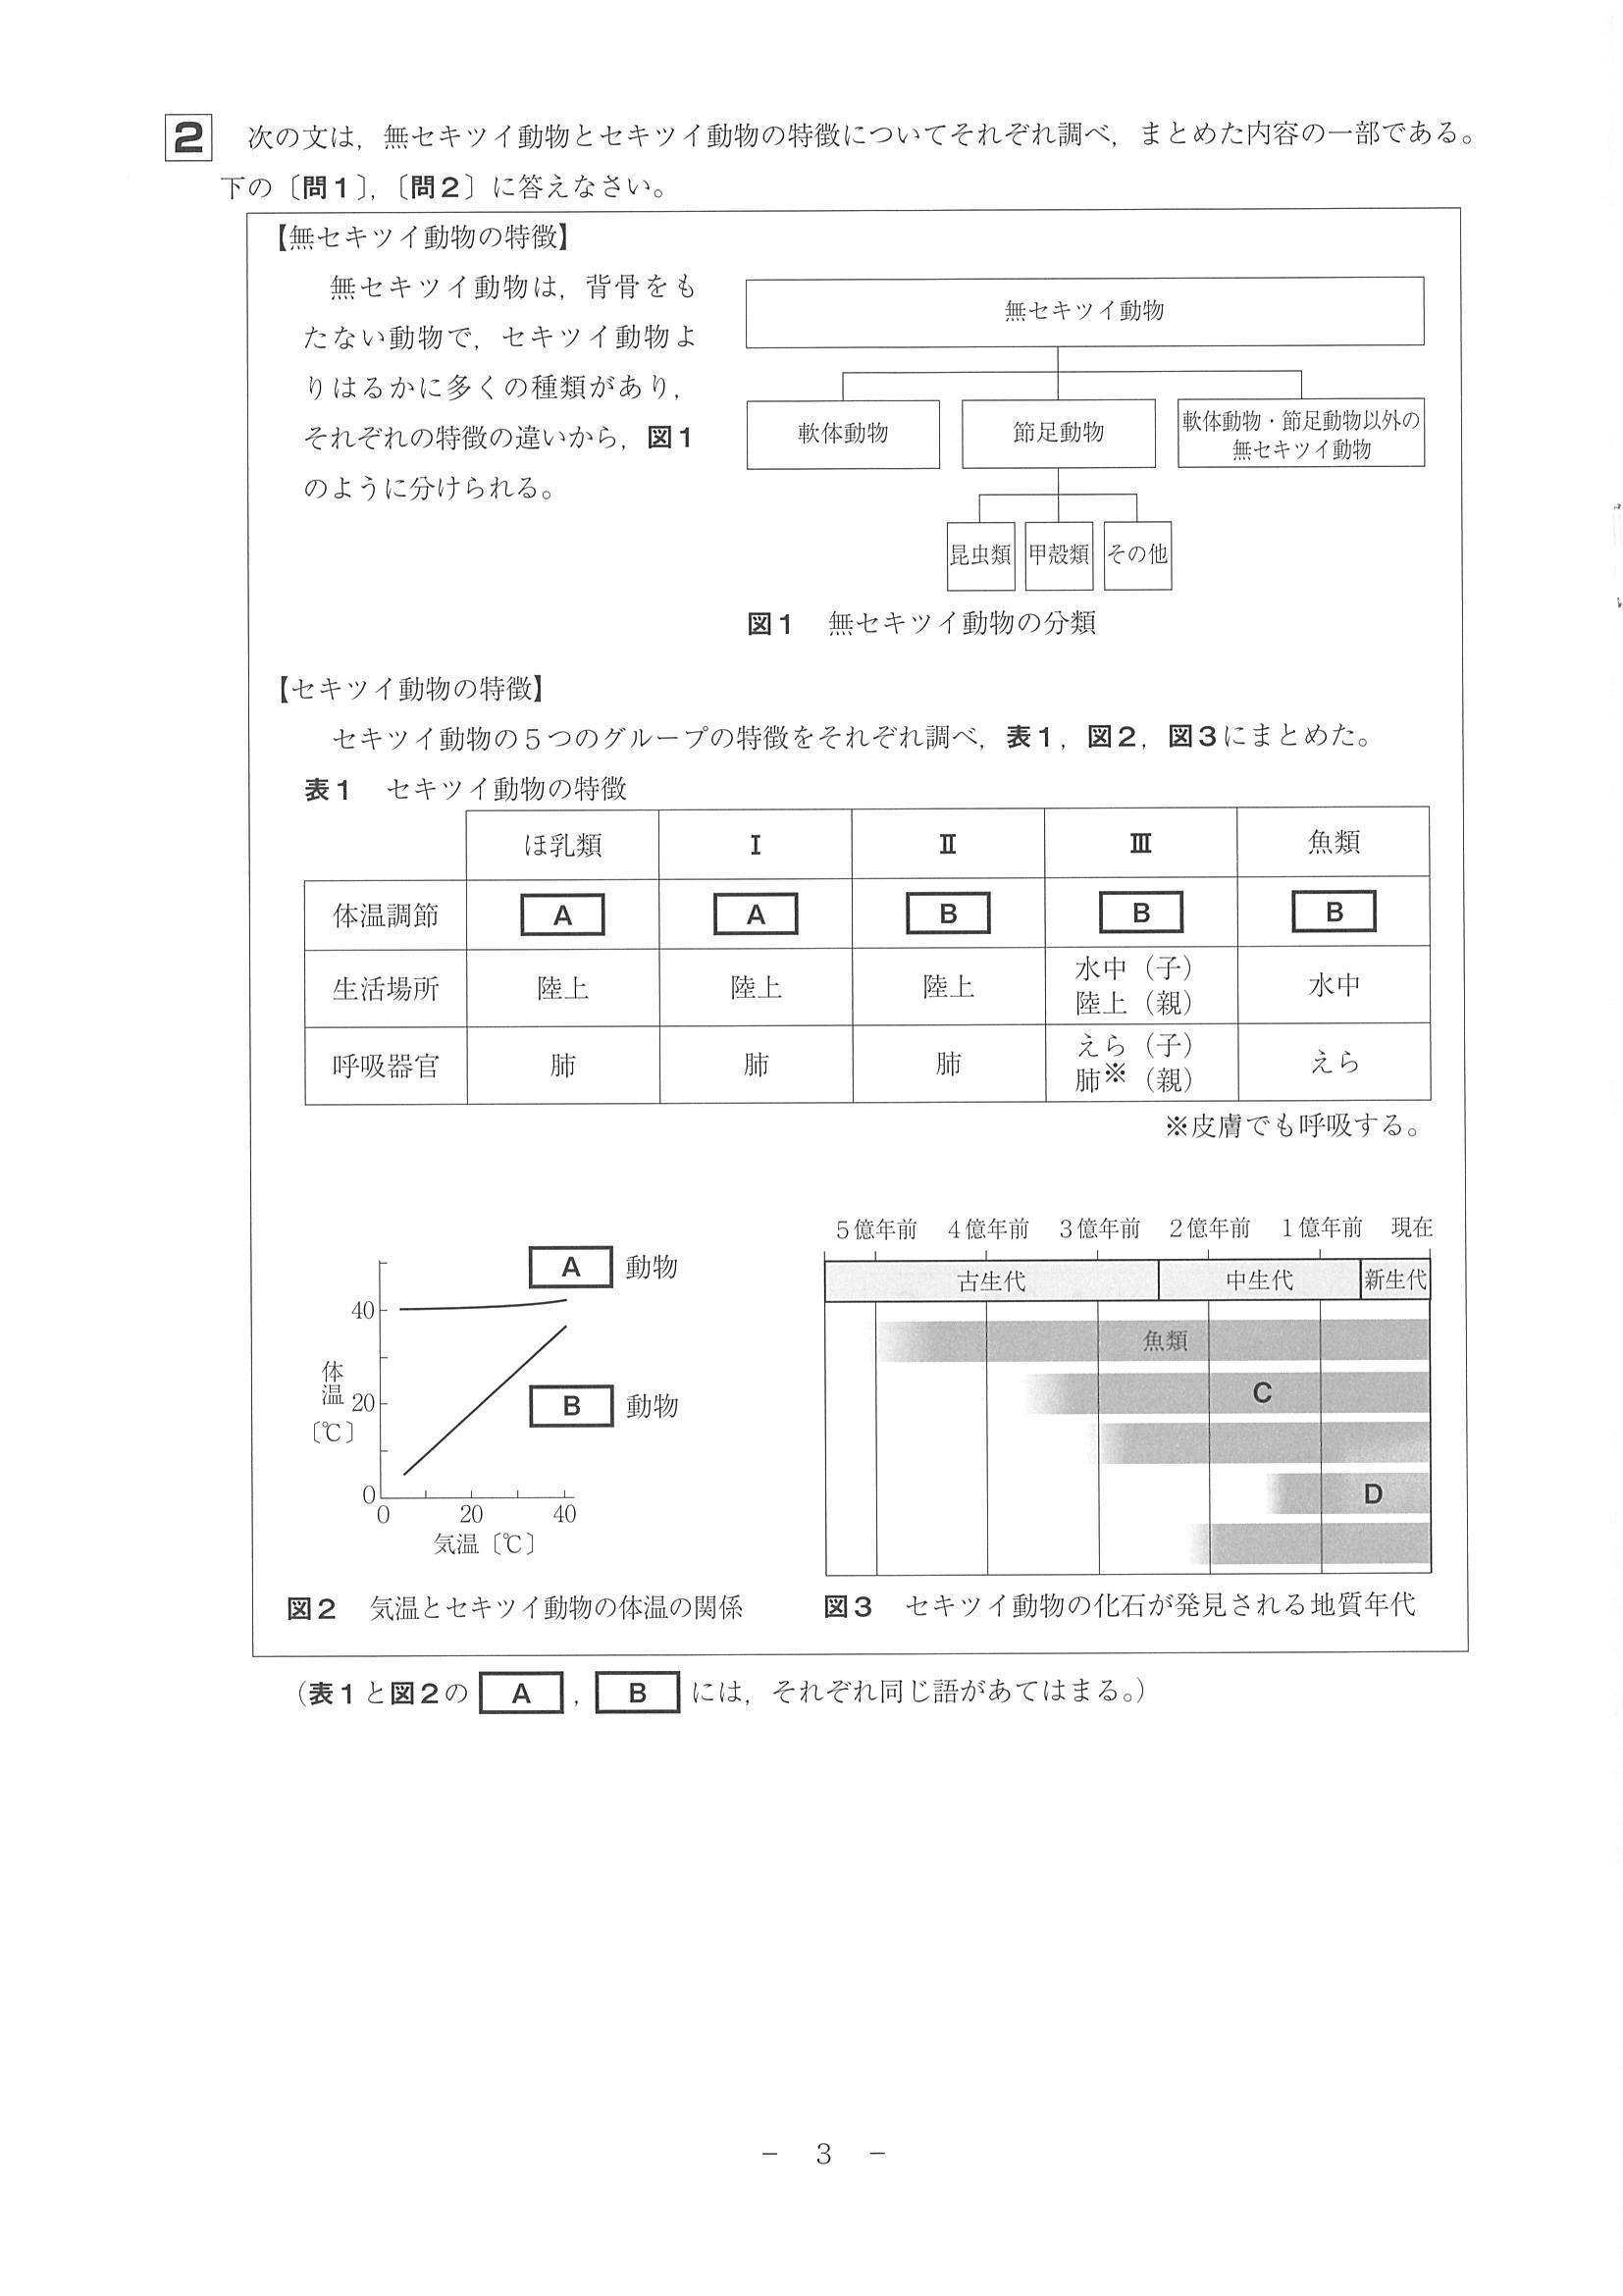 2 次の文は，無セキツイ動物とセキツイ動物の特徴についてそれぞれ調べ，まとめた内容の一部である。
下の〔問1〕，〔問2〕に答えなさい。
【無セキツイ動物の特徴】
無セキツイ動物は，背骨をも
たない動物で，セキツイ動物よ
りはるかに多くの種類があり，
それぞれの特徴の違いから，図1
のように分けられる。
無セキツイ動物
軟体動物
節足動物
軟体動物・節足動物以外の
無セキツイ動物
昆虫類
甲殻類
その他
図1 無セキツイ動物の分類
【セキツイ動物の特徴】
セキツイ動物の5つのグループの特徴をそれぞれ調べ，表1，図2，図3にまとめた。
表1 セキツイ動物の特徴
ほ乳類 Ⅰ Ⅱ Ⅲ 魚類
体温調節 A A B B B
生活場所 陸上 陸上 陸上 水中（子） 陸上（親） 水中
呼吸器官 肺 肺 肺 えら（子） 肺※（親） えら
※皮膚でも呼吸する。
A 動物
B 動物
40
20
0
体温〔℃〕
0 20 40
気温〔℃〕
図2 気温とセキツイ動物の体温の関係
5億年前 4億年前 3億年前 2億年前 1億年前 現在
古生代 中生代 新生代
魚類
C
D
図3 セキツイ動物の化石が発見される地質年代
（表1と図2の A ， B には，それぞれ同じ語があてはまる。）
－ 3 －